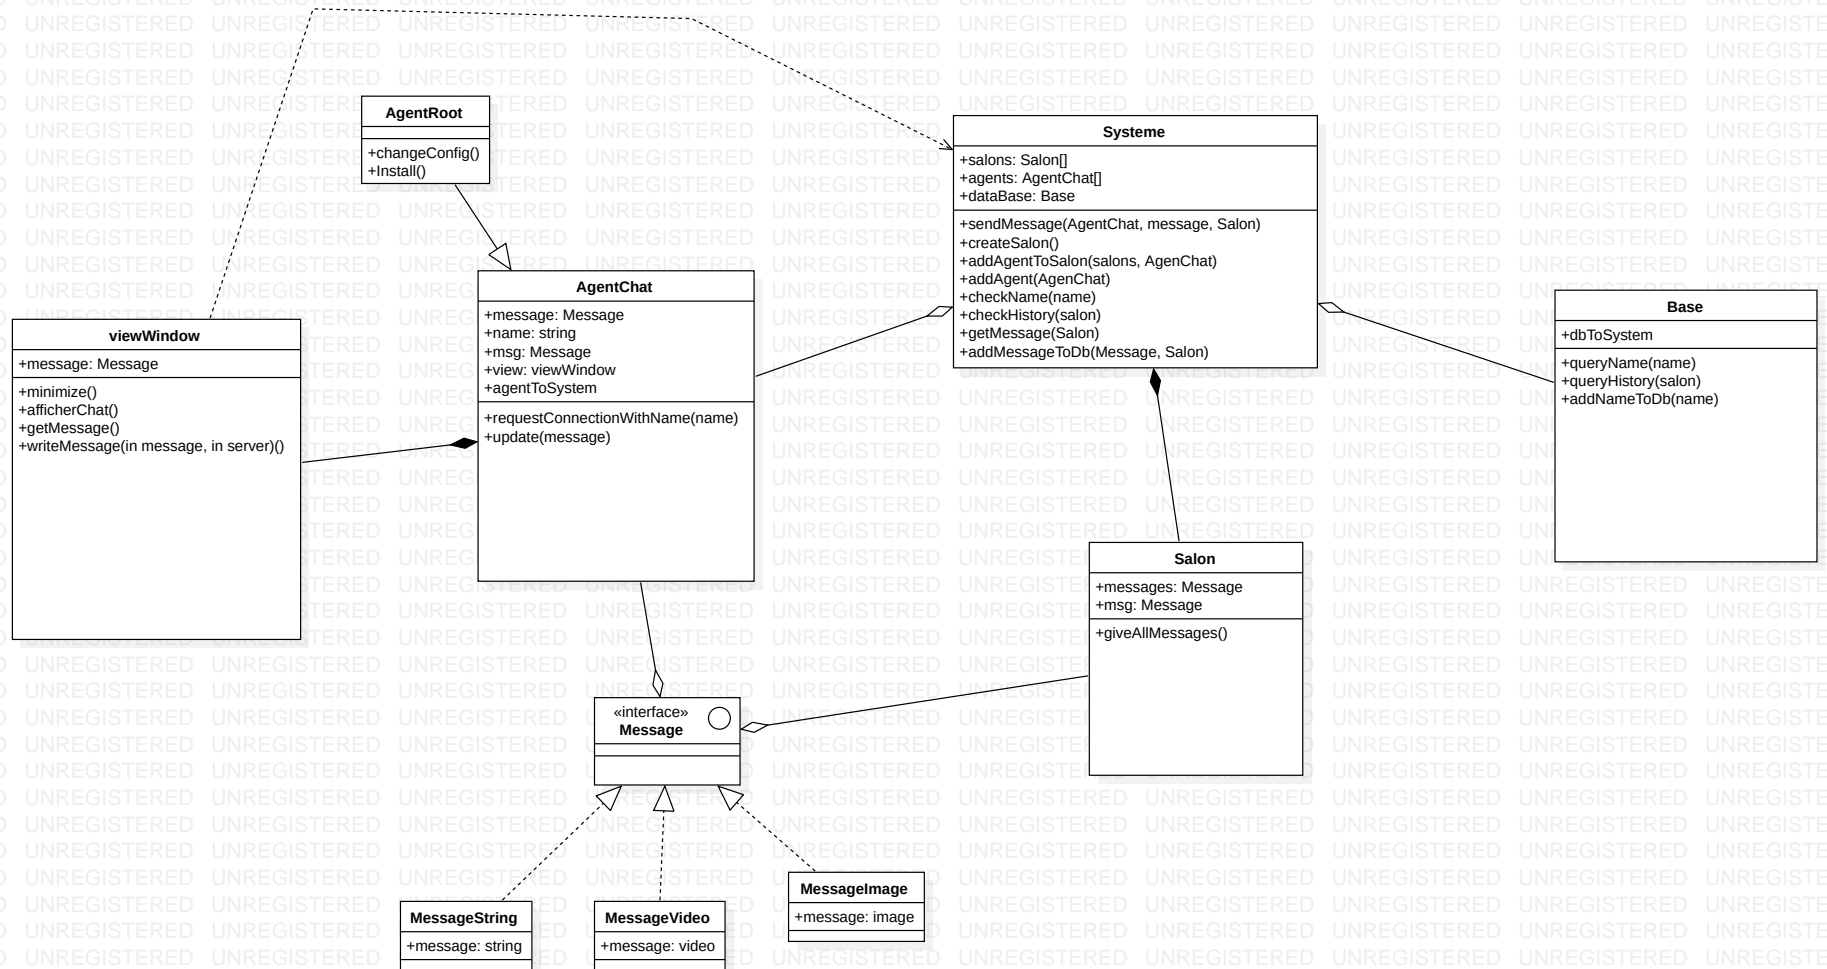 AgentRoot
+changeConfig()
+Install()
Systeme
+salons: Salon[]
+agents: AgentChat[]
+dataBase: Base
+sendMessage(AgentChat, message, Salon)
+createSalon()
+addAgentToSalon(salons, AgenChat)
+addAgent(AgenChat)
+checkName(name)
+checkHistory(salon)
+getMessage(Salon)
+addMessageToDb(Message, Salon)
AgentChat
+message: Message
+name: string
+msg: Message
+view: viewWindow
+agentToSystem
+requestConnectionWithName(name)
+update(message)
viewWindow
+message: Message
+minimize()
+afficherChat()
+getMessage()
+writeMessage(in message, in server)()
Base
+dbToSystem
+queryName(name)
+queryHistory(salon)
+addNameToDb(name)
Salon
+messages: Message
+msg: Message
+giveAllMessages()
«interface»
Message
MessageString
+message: string
MessageVideo
+message: video
MessageImage
+message: image
UNREGISTERED